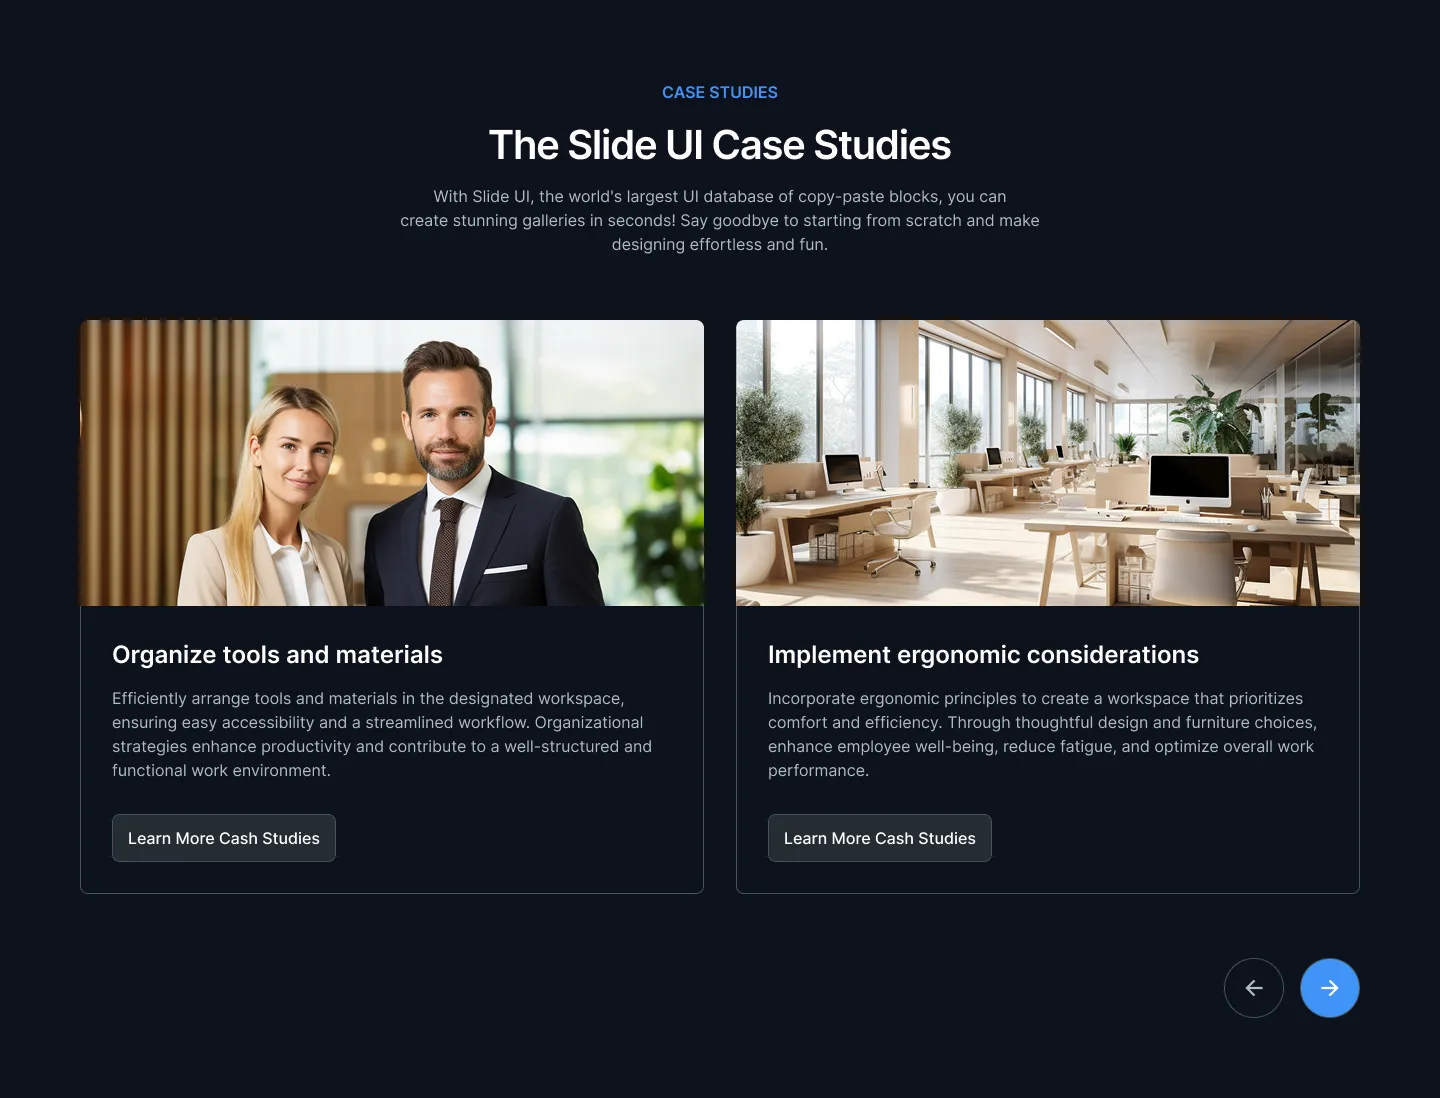 CASE STUDIES
The Slide UI Case Studies
With Slide UI, the world's largest UI database of copy-paste blocks, you can
create stunning galleries in seconds! Say goodbye to starting from scratch and make
designing effortless and fun.
Organize tools and materials
Efficiently arrange tools and materials in the designated workspace,
ensuring easy accessibility and a streamlined workflow. Organizational
strategies enhance productivity and contribute to a well-structured and
functional work environment.
Learn More Cash Studies
Implement ergonomic considerations
Incorporate ergonomic principles to create a workspace that prioritizes
comfort and efficiency. Through thoughtful design and furniture choices,
enhance employee well-being, reduce fatigue, and optimize overall work
performance.
Learn More Cash Studies